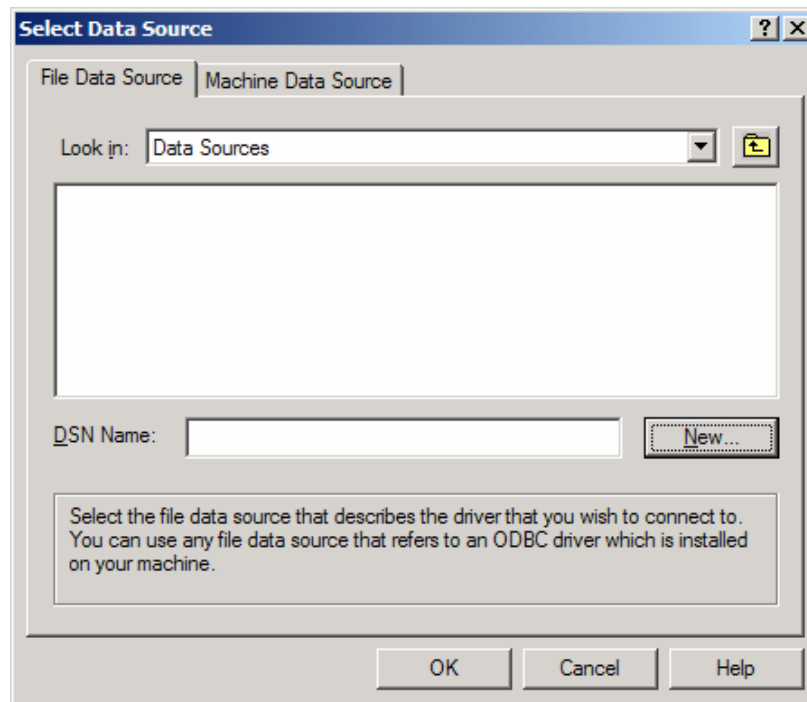 Select Data Source
File Data Source
Machine Data Source
Look in:
Data Sources
DSN Name:
New...
Select the file data source that describes the driver that you wish to connect to.
You can use any file data source that refers to an ODBC driver which is installed
on your machine.
OK
Cancel
Help